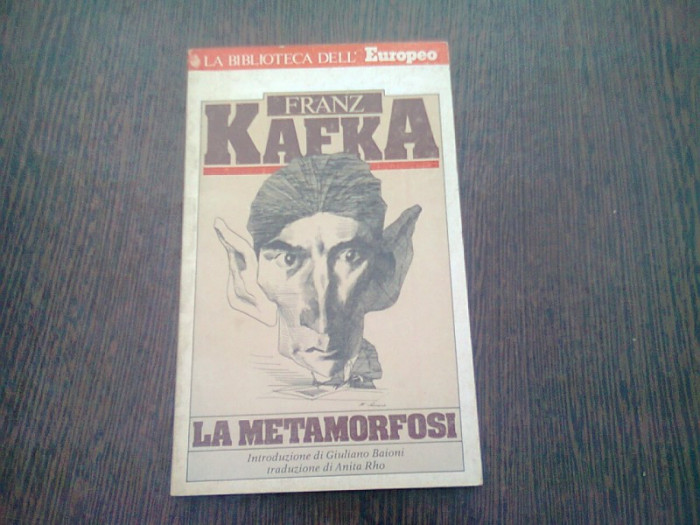 LA BIBLIOTECA DELL' Europeo
FRANZ
KAFKA
LA METAMORFOSI
Introduzione di Giuliano Baioni
traduzione di Anita Rho